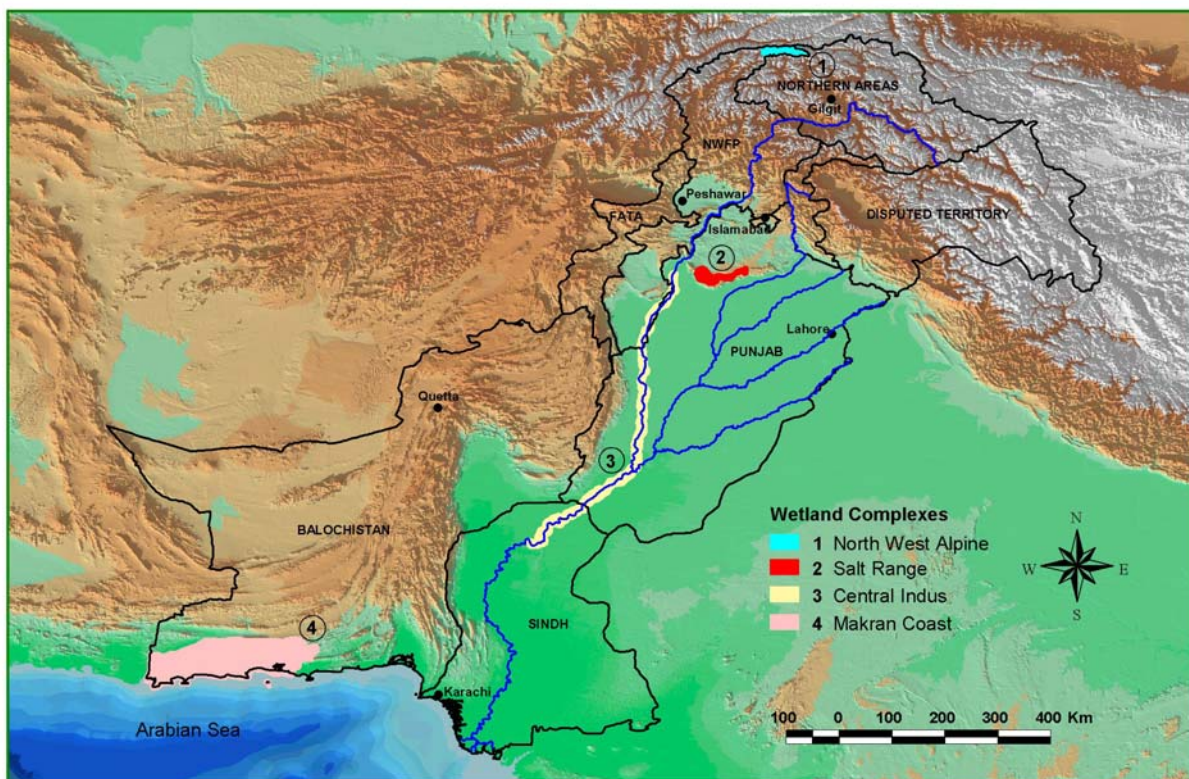 1
NORTHERN AREAS
Gilgit
NWFP
Peshawar
DISPUTED TERRITORY
FATA
Islamabad
2
Lahore
PUNJAB
Quetta
3
BALOCHISTAN
Wetland Complexes
1 North West Alpine
2 Salt Range
3 Central Indus
4 Makran Coast
N
W E
S
4
SINDH
Karachi
Arabian Sea
100 0 100 200 300 400 Km